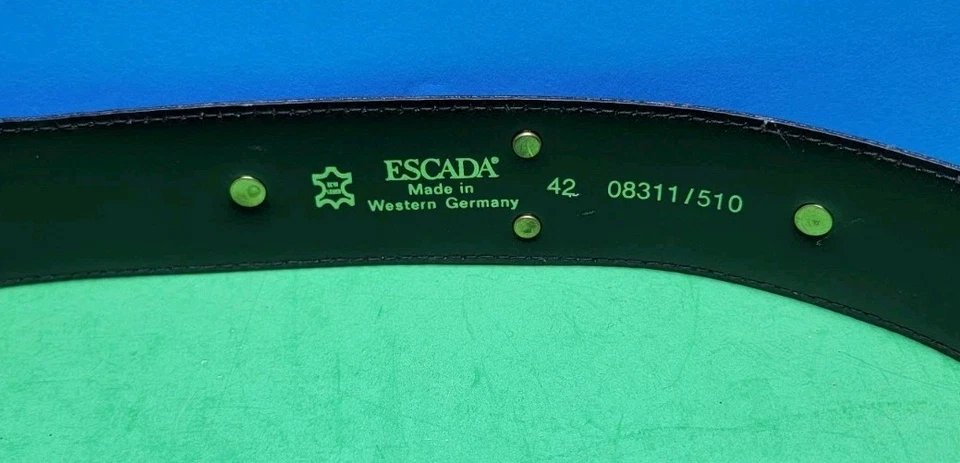 ESCADA®
Made in
Western Germany
42 08311/510